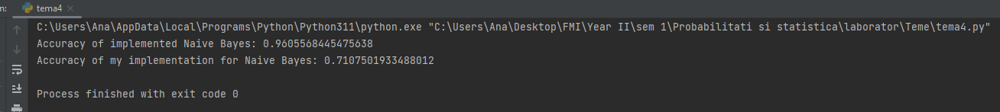 n: tema4
C:\Users\Ana\AppData\Local\Programs\Python\Python311\python.exe "C:\Users\Ana\Desktop\FMI\Year II\sem 1\Probabilitati si statistica\laborator\Teme\tema4.py"
Accuracy of implemented Naive Bayes: 0.9605568445475638
Accuracy of my implementation for Naive Bayes: 0.7107501933488012
Process finished with exit code 0